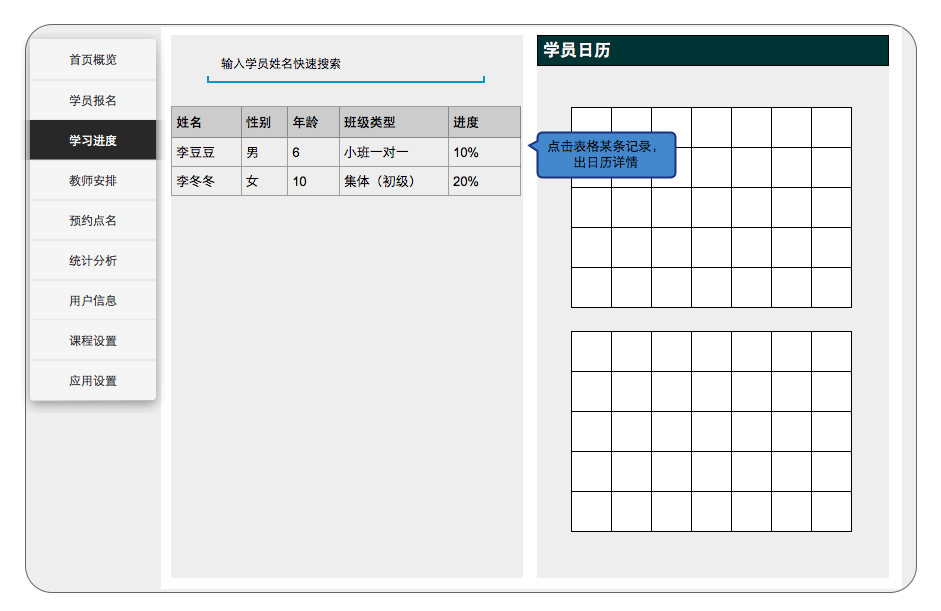 首页概览
学员报名
学习进度
教师安排
预约点名
统计分析
用户信息
课程设置
应用设置
输入学员姓名快速搜索
姓名 性别 年龄 班级类型 进度
李豆豆 男 6 小班一对一 10%
李冬冬 女 10 集体（初级） 20%
学员日历
点击表格某条记录，
出日历详情